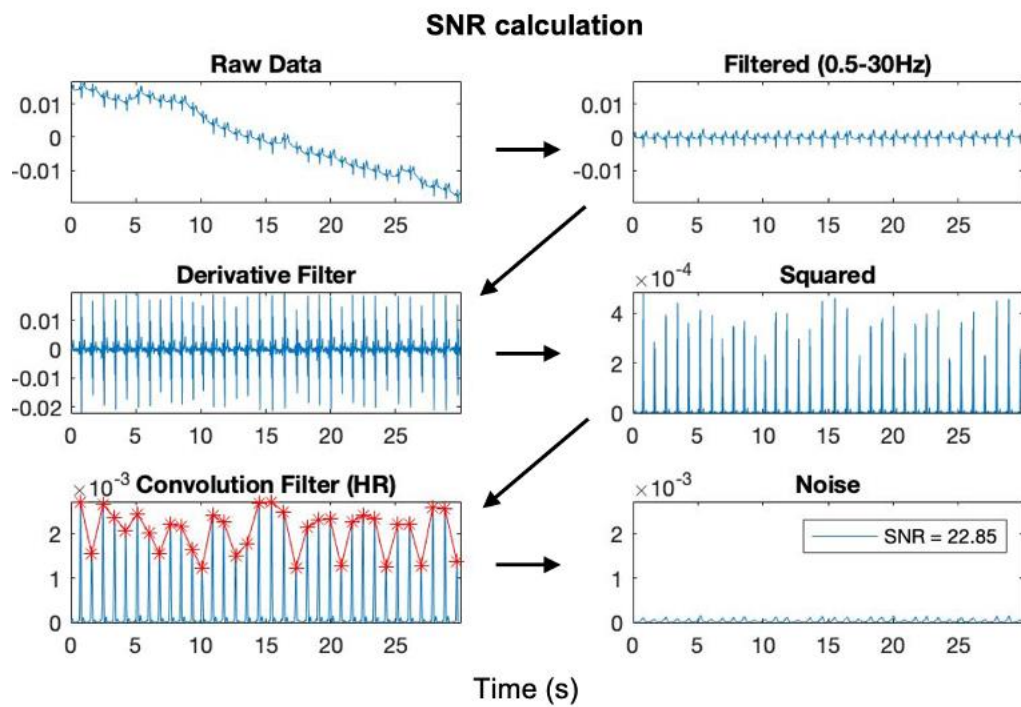 SNR calculation
Raw Data
0.01
0
-0.01
0 5 10 15 20 25
Filtered (0.5-30Hz)
0.01
0
-0.01
0 5 10 15 20 25
Derivative Filter
0.01
0
-0.01
-0.02
0 5 10 15 20 25
Squared
× 10⁻⁴
4
2
0
0 5 10 15 20 25
Convolution Filter (HR)
× 10⁻³
2
1
0
0 5 10 15 20 25
Noise
× 10⁻³
2
1
0
SNR = 22.85
0 5 10 15 20 25
Time (s)